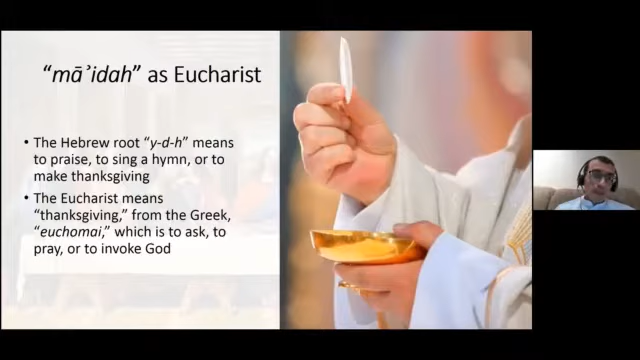 “māʾidah” as Eucharist
• The Hebrew root “y-d-h” means
to praise, to sing a hymn, or to
make thanksgiving
• The Eucharist means
“thanksgiving,” from the Greek,
“euchomai,” which is to ask, to
pray, or to invoke God